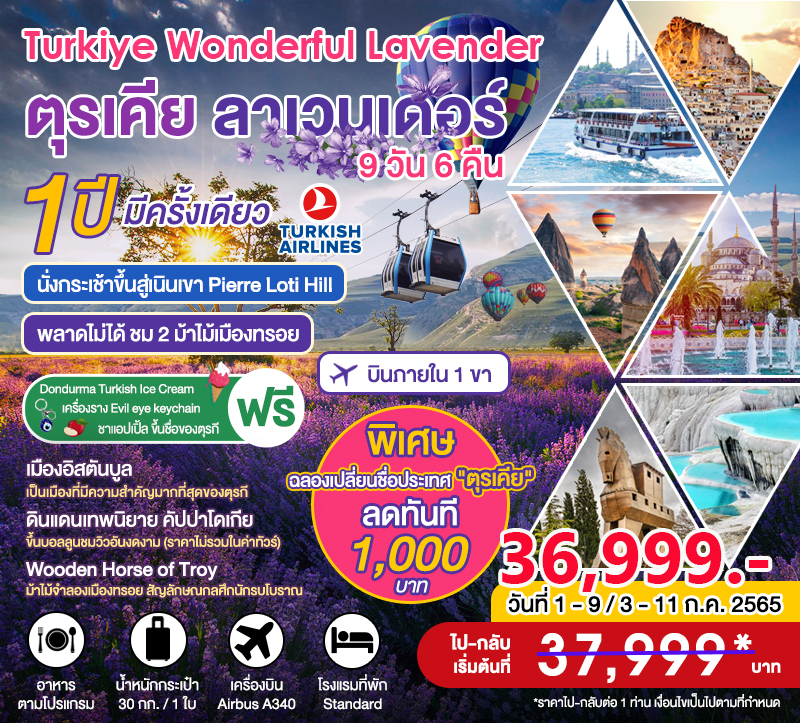 Turkiye Wonderful Lavender
ตุรเคีย ลาเวนเดอร์
9 วัน 6 คืน
1 ปี มีครั้งเดียว
TURKISH
AIRLINES
นั่งกระเช้าขึ้นสู่เนินเขา Pierre Loti Hill
พลาดไม่ได้ ชม 2 ม้าไม้เมืองทรอย
บินภายใน 1 ขา
Dondurma Turkish Ice Cream
เครื่องราง Evil eye keychain
ชาแอปเปิ้ล ขึ้นชื่อของตุรกี
ฟรี
เมืองอิสตันบูล
เป็นเมืองที่มีความสำคัญมากที่สุดของตุรกี
ดินแดนเทพนิยาย คัปปาโดเกีย
ขึ้นบอลลูนชมวิวอันงดงาม (ราคาไม่รวมในค่าทัวร์)
Wooden Horse of Troy
ม้าไม้จำลองเมืองทรอย สัญลักษณกลศึกนักรบโบราณ
พิเศษ
ฉลองเปลี่ยนชื่อประเทศ "ตุรเคีย"
ลดทันที
1,000
บาท
36,999.-
วันที่ 1 - 9 / 3 - 11 ก.ค. 2565
ไป-กลับ
เริ่มต้นที่
37,999* บาท
*ราคาไป-กลับต่อ 1 ท่าน เงื่อนไขเป็นไปตามที่กำหนด
อาหาร
ตามโปรแกรม
น้ำหนักกระเป๋า
30 กก. / 1 ใบ
เครื่องบิน
Airbus A340
โรงแรมที่พัก
Standard